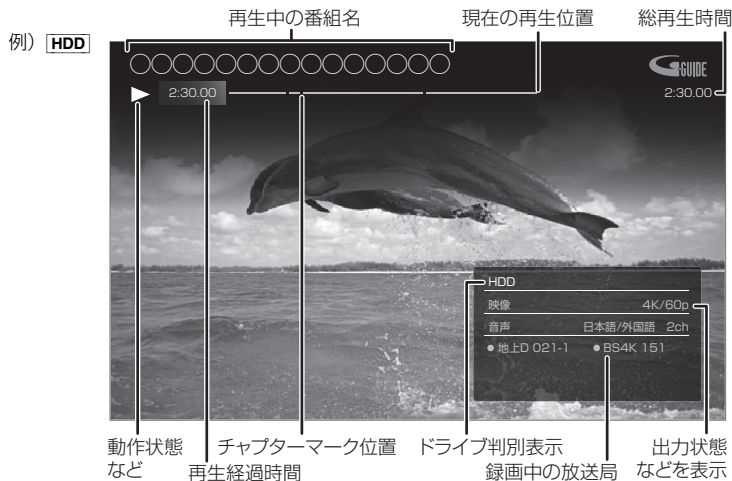 再生中の番組名
現在の再生位置
総再生時間
例) HDD
○○○○○○○○○○○○○○○
G-GUIDE
2:30.00
2:30.00
HDD
映像 4K/60p
音声 日本語/外国語 2ch
●地上D 021-1 ●BS4K 151
動作状態
など
再生経過時間
チャプターマーク位置
ドライブ判別表示
録画中の放送局
出力状態
などを表示